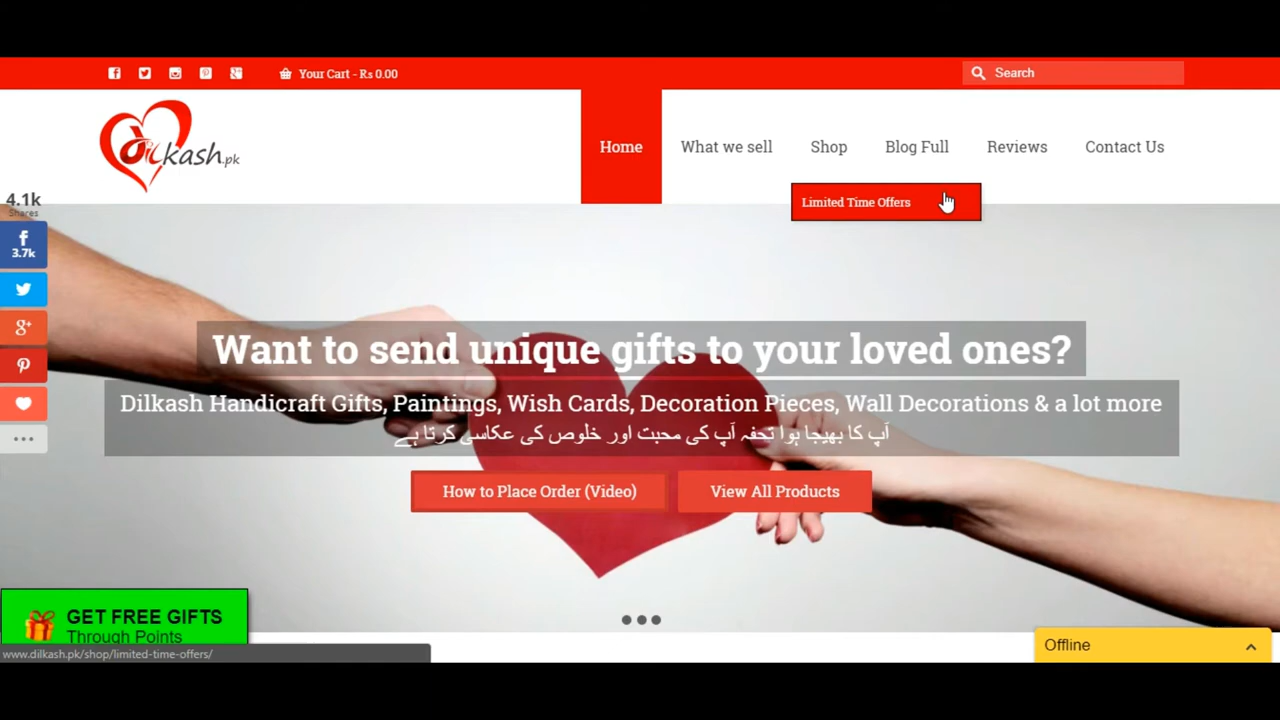 Your Cart - Rs 0.00
Search
Dilkash.pk
Home
What we sell
Shop
Blog Full
Reviews
Contact Us
Limited Time Offers
4.1k
Shares
3.7k
Want to send unique gifts to your loved ones?
Dilkash Handicraft Gifts, Paintings, Wish Cards, Decoration Pieces, Wall Decorations & a lot more
آپ کا بھیجا ہوا تحفہ آپ کی محبت اور خلوص کی عکاسی کرتا ہے
How to Place Order (Video)
View All Products
GET FREE GIFTS
Through Points
www.dilkash.pk/shop/limited-time-offers/
Offline